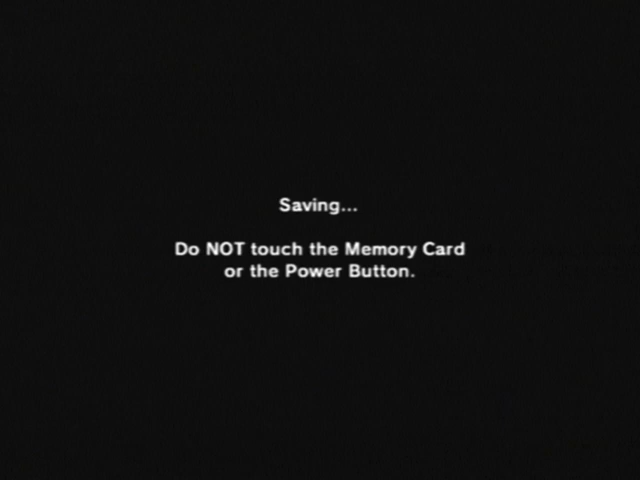 Saving...
Do NOT touch the Memory Card
or the Power Button.